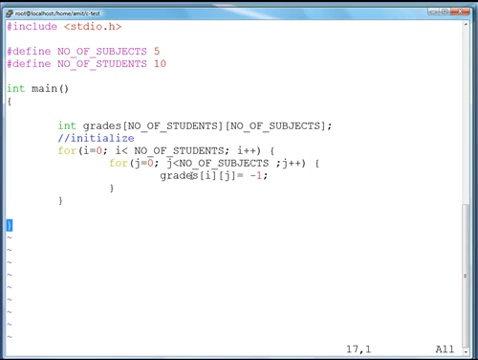 root@localhost:/home/amit/c-test
#include <stdio.h>
#define NO_OF_SUBJECTS 5
#define NO_OF_STUDENTS 10
int main()
{
int grades[NO_OF_STUDENTS][NO_OF_SUBJECTS];
//initialize
for(i=0; i< NO_OF_STUDENTS; i++) {
for(j=0; j<NO_OF_SUBJECTS ;j++) {
grades[i][j]= -1;
}
}
}
~
~
~
~
~
~
~
~
~
17,1 All